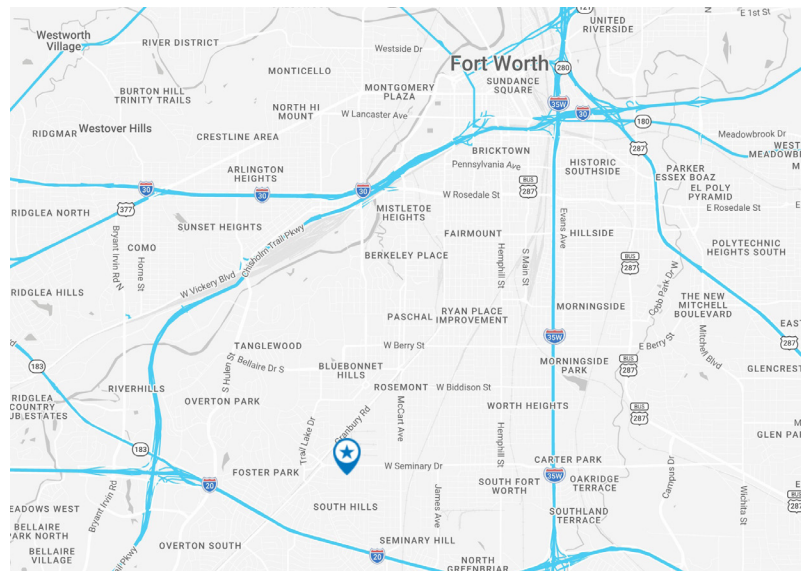 121
E 1st St
UNITED
RIVERSIDE
Westworth
Village
RIVER DISTRICT
Westside Dr
Fort Worth
280
MONTICELLO
SUNDANCE
SQUARE
BURTON HILL
TRINITY TRAILS
MONTGOMERY
PLAZA
NORTH HI
MOUNT
35W
30
W Lancaster Ave
180
RIDGMAR
Westover Hills
CRESTLINE AREA
Meadowbrook Dr
BRICKTOWN
287
WEST
MEADOWBR
Pennsylvania Ave
HISTORIC
SOUTHSIDE
PARKER
ESSEX BOAZ
ARLINGTON
HEIGHTS
BUS
287
EL POLY
PYRAMID
30
30
30
W Rosedale St
E Rosedale St
RIDGLEA NORTH
377
MISTLETOE
HEIGHTS
Evans Ave
SUNSET HEIGHTS
Chisholm Trail Pkwy
FAIRMOUNT
HILLSIDE
COMO
Bryant Irvin Rd N
Home St
BERKELEY PLACE
Hemphill St
S Main St
BUS
287
POLYTECHNIC
HEIGHTS SOUTH
W Vickery Blvd
Cobb Park Dr W
RIDGLEA HILLS
THE NEW
MITCHELL
BOULEVARD
PASCHAL
RYAN PLACE
IMPROVEMENT
MORNINGSIDE
EAST
35W
TANGLEWOOD
W Berry St
E Berry St
Mitchell Blvd
287
183
S Hulen St
Bellaire Dr S
BLUEBONNET
HILLS
MORNINGSIDE
PARK
BUS
287
GLENCREST
RIVERHILLS
ROSEMONT
W Biddison St
RIDGLEA
COUNTRY
UB ESTATES
OVERTON PARK
McCart Ave
WORTH HEIGHTS
BUS
287
Trail Lake Dr
Granbury Rd
Hemphill St
GLEN PA
183
FOSTER PARK
W Seminary Dr
CARTER PARK
35W
SOUTH FORT
WORTH
OAKRIDGE
TERRACE
Campus Dr
20
Bryant Irvin Rd
James Ave
Wichita St
EADOWS WEST
SOUTH HILLS
SOUTHLAND
TERRACE
BELLAIRE
PARK NORTH
OVERTON SOUTH
SEMINARY HILL
BELLAIRE
VILLAGE
20
NORTH
GREENBRIAR